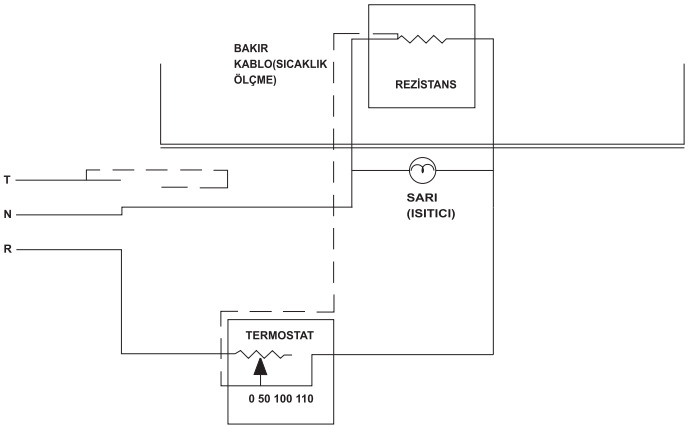 BAKIR
KABLO(SICAKLIK
ÖLÇME)
REZİSTANS
T
SARI
(ISITICI)
N
R
TERMOSTAT
0 50 100 110